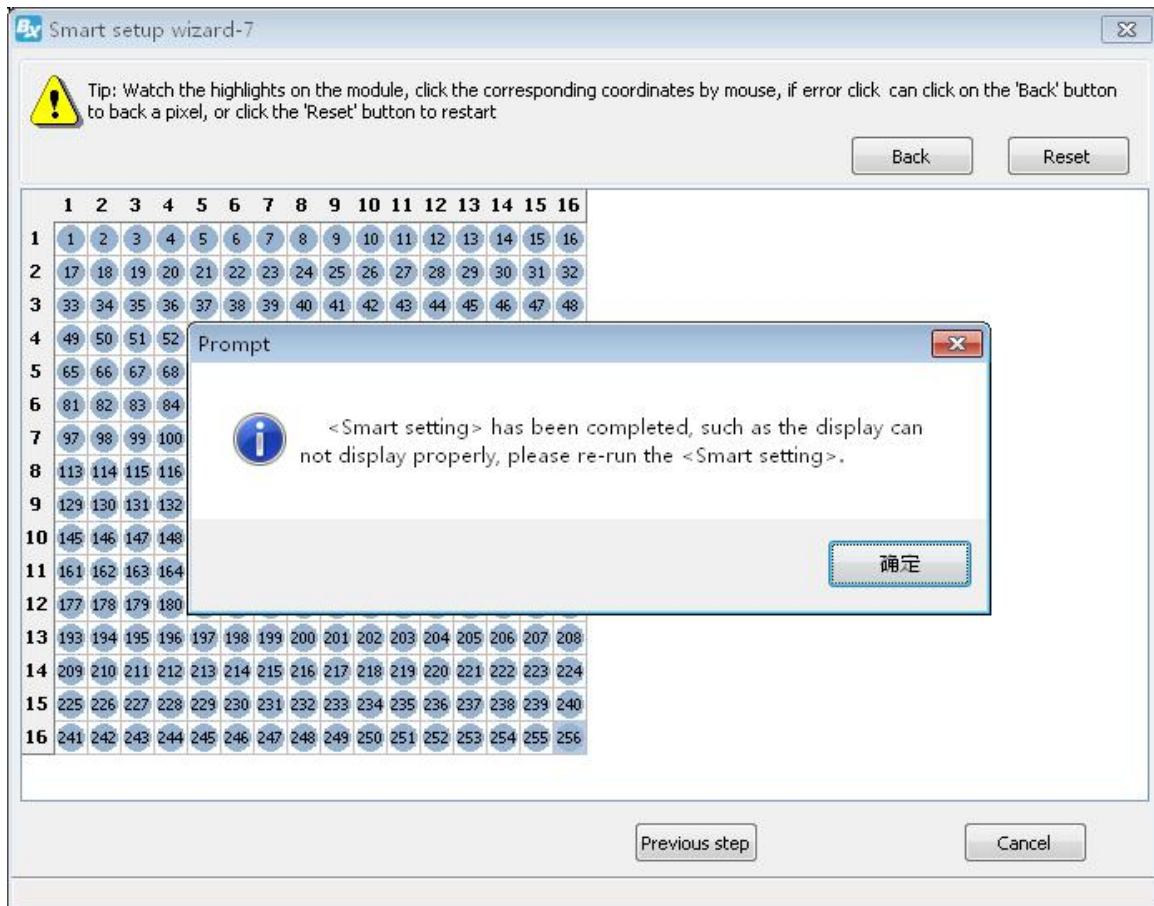 BX Smart setup wizard-7
Tip: Watch the highlights on the module, click the corresponding coordinates by mouse, if error click can click on the 'Back' button
to back a pixel, or click the 'Reset' button to restart
Back Reset
1 2 3 4 5 6 7 8 9 10 11 12 13 14 15 16
1 1 2 3 4 5 6 7 8 9 10 11 12 13 14 15 16
2 17 18 19 20 21 22 23 24 25 26 27 28 29 30 31 32
3 33 34 35 36 37 38 39 40 41 42 43 44 45 46 47 48
4 49 50 51 52
5 65 66 67 68
6 81 82 83 84
7 97 98 99 100
8 113 114 115 116
9 129 130 131 132
10 145 146 147 148
11 161 162 163 164
12 177 178 179 180
13 193 194 195 196 197 198 199 200 201 202 203 204 205 206 207 208
14 209 210 211 212 213 214 215 216 217 218 219 220 221 222 223 224
15 225 226 227 228 229 230 231 232 233 234 235 236 237 238 239 240
16 241 242 243 244 245 246 247 248 249 250 251 252 253 254 255 256
Prompt
<Smart setting> has been completed, such as the display can
not display properly, please re-run the <Smart setting>.
确定
Previous step Cancel